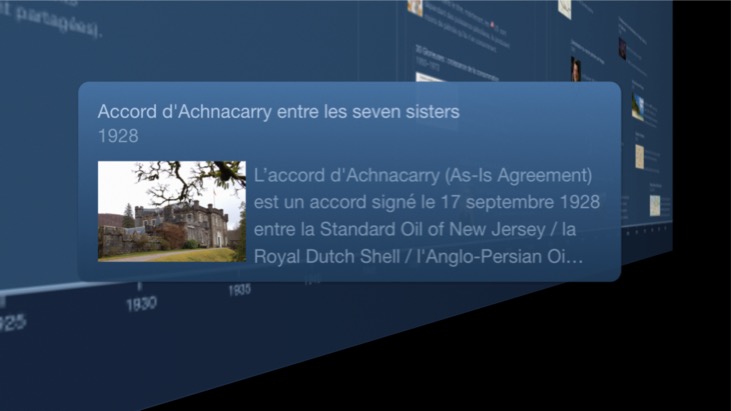 t partagées).
Accord d'Achnacarry entre les seven sisters
1928
L'accord d'Achnacarry (As-Is Agreement)
est un accord signé le 17 septembre 1928
entre la Standard Oil of New Jersey / la
Royal Dutch Shell / l'Anglo-Persian Oi…
925
1930
1935